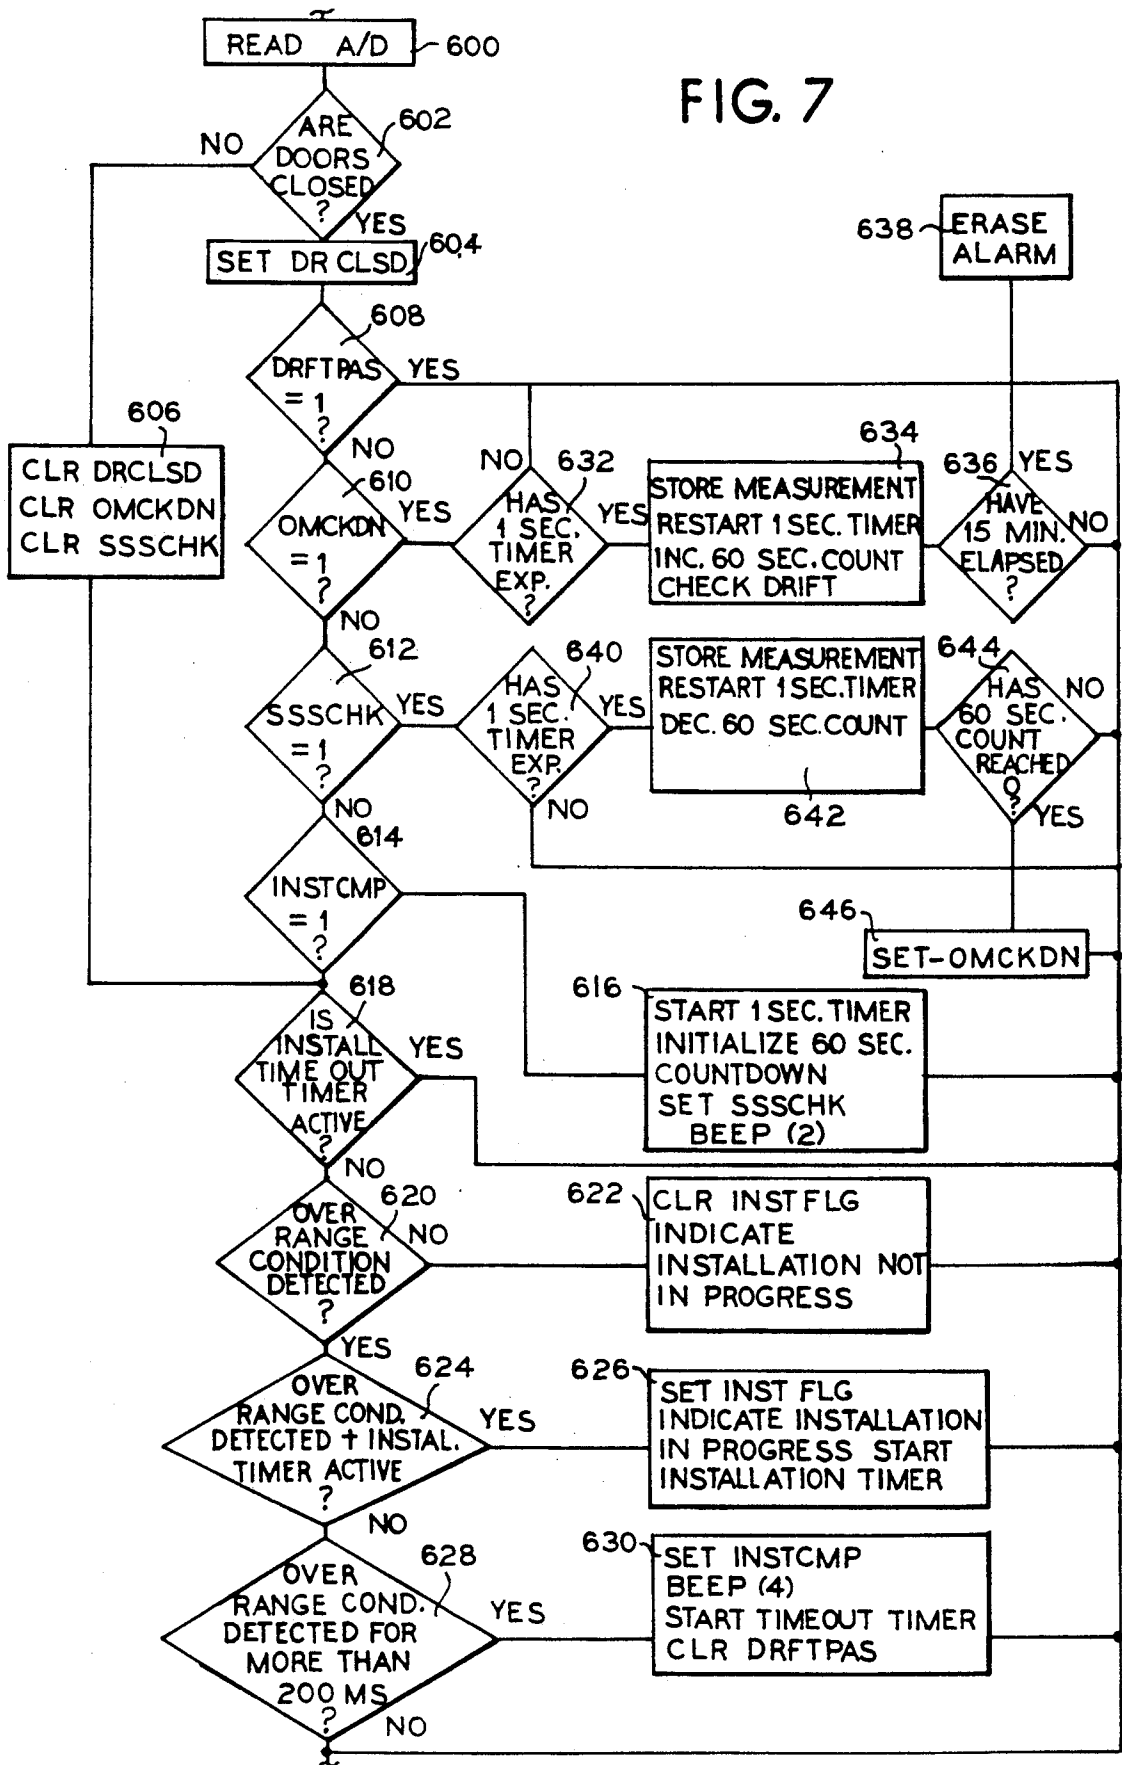 READ A/D
600
FIG. 7
ARE
DOORS
CLOSED
?
602
NO
YES
SET DRCLSD
604
638
ERASE
ALARM
608
DRFTPAS
= 1
?
YES
NO
606
CLR DRCLSD
CLR OMCKDN
CLR SSSCHK
610
OMCKDN
= 1
?
YES
NO
NO
632
HAS
1 SEC.
TIMER
EXP.
?
YES
634
STORE MEASUREMENT
RESTART 1 SEC. TIMER
INC. 60 SEC. COUNT
CHECK DRIFT
636
YES
HAVE
15 MIN.
ELAPSED
?
NO
612
SSSCHK
= 1
?
YES
NO
640
HAS
1 SEC.
TIMER
EXP.
?
YES
NO
STORE MEASUREMENT
RESTART 1 SEC. TIMER
DEC. 60 SEC. COUNT
642
644
HAS
60 SEC.
COUNT
REACHED
0
?
NO
YES
614
INSTCMP
= 1
?
646
SET-OMCKDN
616
START 1 SEC. TIMER
INITIALIZE 60 SEC.
COUNTDOWN
SET SSSCHK
BEEP (2)
618
IS
INSTALL
TIME OUT
TIMER
ACTIVE
?
YES
NO
620
OVER
RANGE
CONDITION
DETECTED
?
NO
YES
622
CLR INSTFLG
INDICATE
INSTALLATION NOT
IN PROGRESS
624
OVER
RANGE COND.
DETECTED + INSTAL.
TIMER ACTIVE
?
YES
NO
626
SET INST FLG
INDICATE INSTALLATION
IN PROGRESS START
INSTALLATION TIMER
628
OVER
RANGE COND.
DETECTED FOR
MORE THAN
200 MS
?
YES
NO
630
SET INSTCMP
BEEP (4)
START TIMEOUT TIMER
CLR DRFTPAS